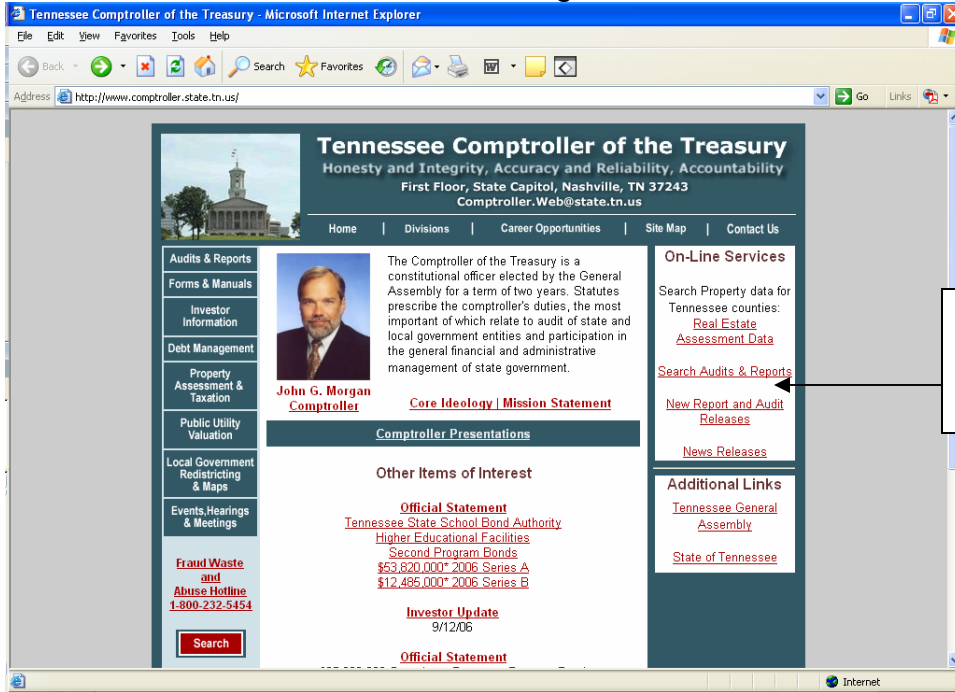 Tennessee Comptroller of the Treasury - Microsoft Internet Explorer
File Edit View Favorites Tools Help
Back Search Favorites
Address http://www.comptroller.state.tn.us/ Go Links
Tennessee Comptroller of the Treasury
Honesty and Integrity, Accuracy and Reliability, Accountability
First Floor, State Capitol, Nashville, TN 37243
Comptroller.Web@state.tn.us
Home | Divisions | Career Opportunities | Site Map | Contact Us
Audits & Reports
Forms & Manuals
Investor
Information
Debt Management
Property
Assessment &
Taxation
Public Utility
Valuation
Local Government
Redistricting
& Maps
Events,Hearings
& Meetings
Fraud Waste
and
Abuse Hotline
1-800-232-5454
Search
John G. Morgan
Comptroller
The Comptroller of the Treasury is a
constitutional officer elected by the General
Assembly for a term of two years. Statutes
prescribe the comptroller's duties, the most
important of which relate to audit of state and
local government entities and participation in
the general financial and administrative
management of state government.
Core Ideology | Mission Statement
Comptroller Presentations
Other Items of Interest
Official Statement
Tennessee State School Bond Authority
Higher Educational Facilities
Second Program Bonds
$53,820,000* 2006 Series A
$12,485,000* 2006 Series B
Investor Update
9/12/06
Official Statement
On-Line Services
Search Property data for
Tennessee counties:
Real Estate
Assessment Data
Search Audits & Reports
New Report and Audit
Releases
News Releases
Additional Links
Tennessee General
Assembly
State of Tennessee
Internet